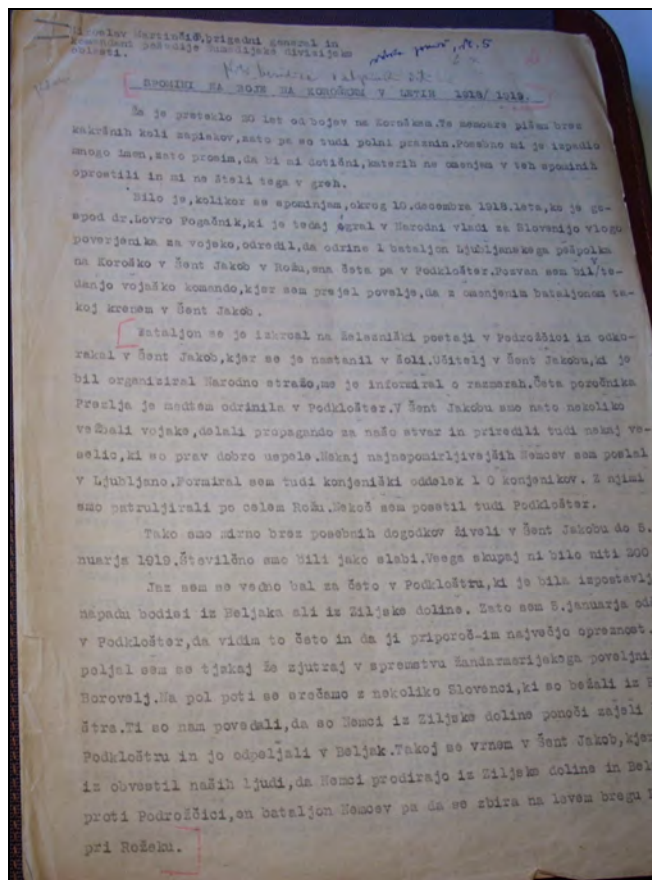 Miroslav Martinčič, brigadni general in
komandant pešadije Šumadijske divizijske
oblasti.
SPOMINI NA BOJE NA KOROŠKEM V LETIH 1918/1919.
Že je preteklo 20 let od bojev na Koroškem. Te memoare pišem brez
kakršnih koli zapiskov, zato pa so tudi polni praznin. Posebno mi je izpadlo
mnogo imen, zato prosim, da bi mi dotični, katerih ne omenjam v teh spominih
oprostili in mi ne šteli tega v greh.
Bilo je, kolikor se spominjam, okrog 10. decembra 1918. leta, ko je go-
spod dr. Lovro Pogačnik, ki je tedaj igral v Narodni vladi za Slovenijo vlogo
poverjenika za vojsko, odredil, da odrine 1 bataljon Ljubljanskega pešpolka
na Koroško v Šent Jakob v Rožu, ena četa pa v Podklošter. Pozvan sem bil v te-
danjo vojaško komando, kjer sem prejel povelje, da z omenjenim bataljonom ta-
koj krenem v Šent Jakob.
Bataljon se je izkrcal na železniški postaji v Podrožčici in odko-
rakal v Šent Jakob, kjer se je nastanil v šoli. Učitelj v Šent Jakobu, ki je
bil organiziral Narodno stražo, me je informiral o razmerah. Četa poročnika
Preslja je medtem odrinila v Podklošter. V Šent Jakobu smo nato nekoliko
vežbali vojake, delali propagando za našo stvar in priredili tudi nekaj ve-
selic, ki so prav dobro uspele. Nekaj najnepomirljivejših Nemcev sem poslal
v Ljubljano. Formiral sem tudi konjeniški oddelek 1 0 konjenikov. Z njimi
smo patruljirali po celem Rožu. Nekoč sem posetil tudi Podklošter.
Tako smo mirno brez posebnih dogodkov živeli v Šent Jakobu do 5.
nuarja 1919. Številčno smo bili jako slabi. Vsega skupaj ni bilo niti 200
Jaz sem se vedno bal za četo v Podkloštru, ki je bila izpostavlj
napadu bodisi iz Beljaka ali iz Ziljske doline. Zato sem 5. januarja od
v Podklošter, da vidim to četo in da ji priporoč-im največjo opreznost.
peljal sem se tjakaj že zjutraj v spremstvu žandarmerijskega poveljni
Borovelj. Na pol poti se srečamo z nekoliko Slovenci, ki so bežali iz
štra. Ti so nam povedali, da so Nemci iz Ziljske doline ponoči zajeli
Podkloštru in jo odpeljali v Beljak. Takoj se vrnem v Šent Jakob, kjer
iz obvestil naših ljudi, da Nemci prodirajo iz Ziljske doline in Bel
proti Podrožčici, en bataljon Nemcev pa da se zbira na levem bregu
pri Rožeku.